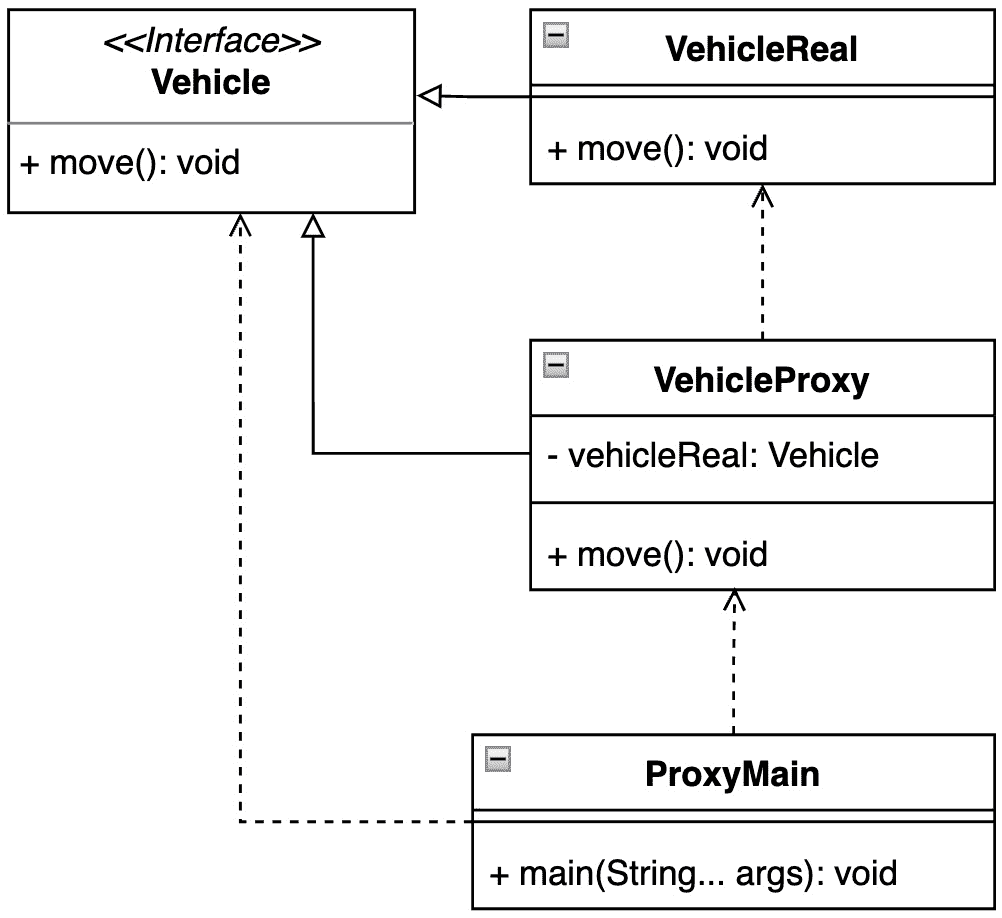 <<Interface>>
Vehicle
+ move(): void
VehicleReal
+ move(): void
VehicleProxy
- vehicleReal: Vehicle
+ move(): void
ProxyMain
+ main(String... args): void